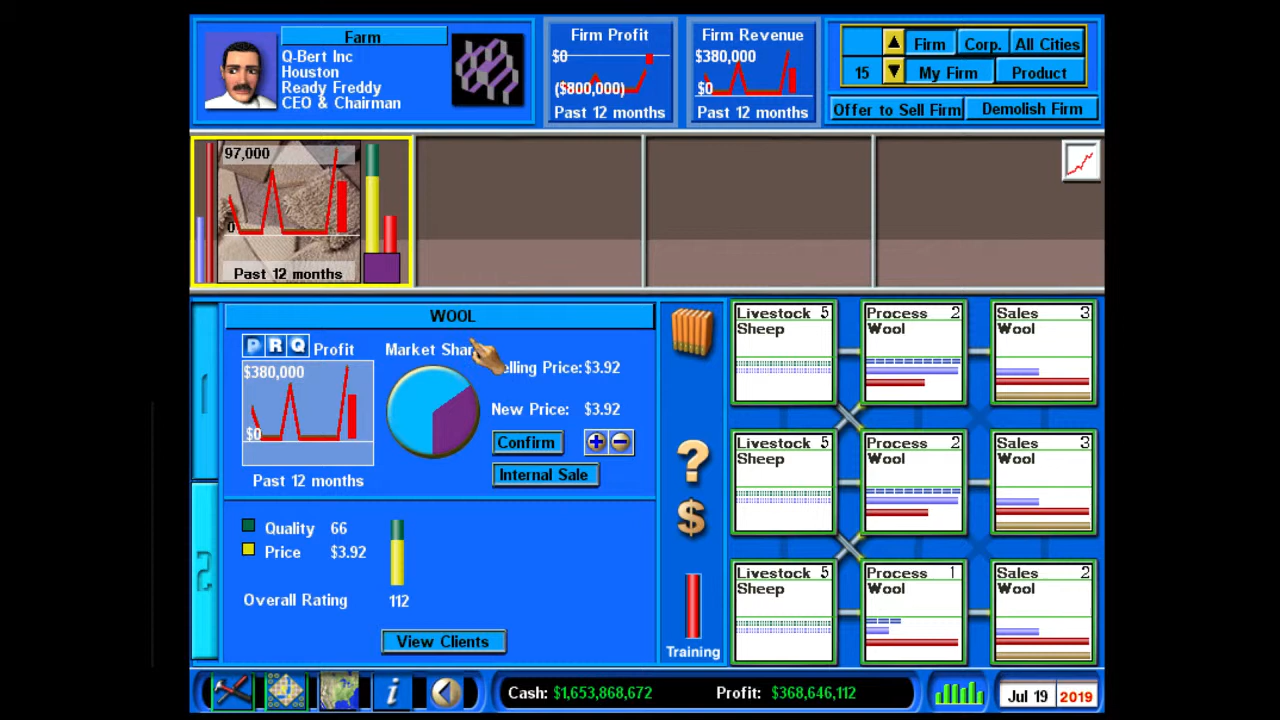 Farm
Q-Bert Inc
Houston
Ready Freddy
CEO & Chairman
Firm Profit
$0
($800,000)
Past 12 months
Firm Revenue
$380,000
$0
Past 12 months
Firm
Corp.
All Cities
15
My Firm
Product
Offer to Sell Firm
Demolish Firm
97,000
0
Past 12 months
1
2
WOOL
P R Q Profit
$380,000
$0
Past 12 months
Market Shar
elling Price: $3.92
New Price: $3.92
Confirm
Internal Sale
Quality 66
Price $3.92
Overall Rating 112
View Clients
?
$
Training
Livestock 5
Sheep
Process 2
Wool
Sales 3
Wool
Livestock 5
Sheep
Process 2
Wool
Sales 3
Wool
Livestock 5
Sheep
Process 1
Wool
Sales 2
Wool
i
Cash: $1,653,868,672
Profit: $368,646,112
Jul 19 2019